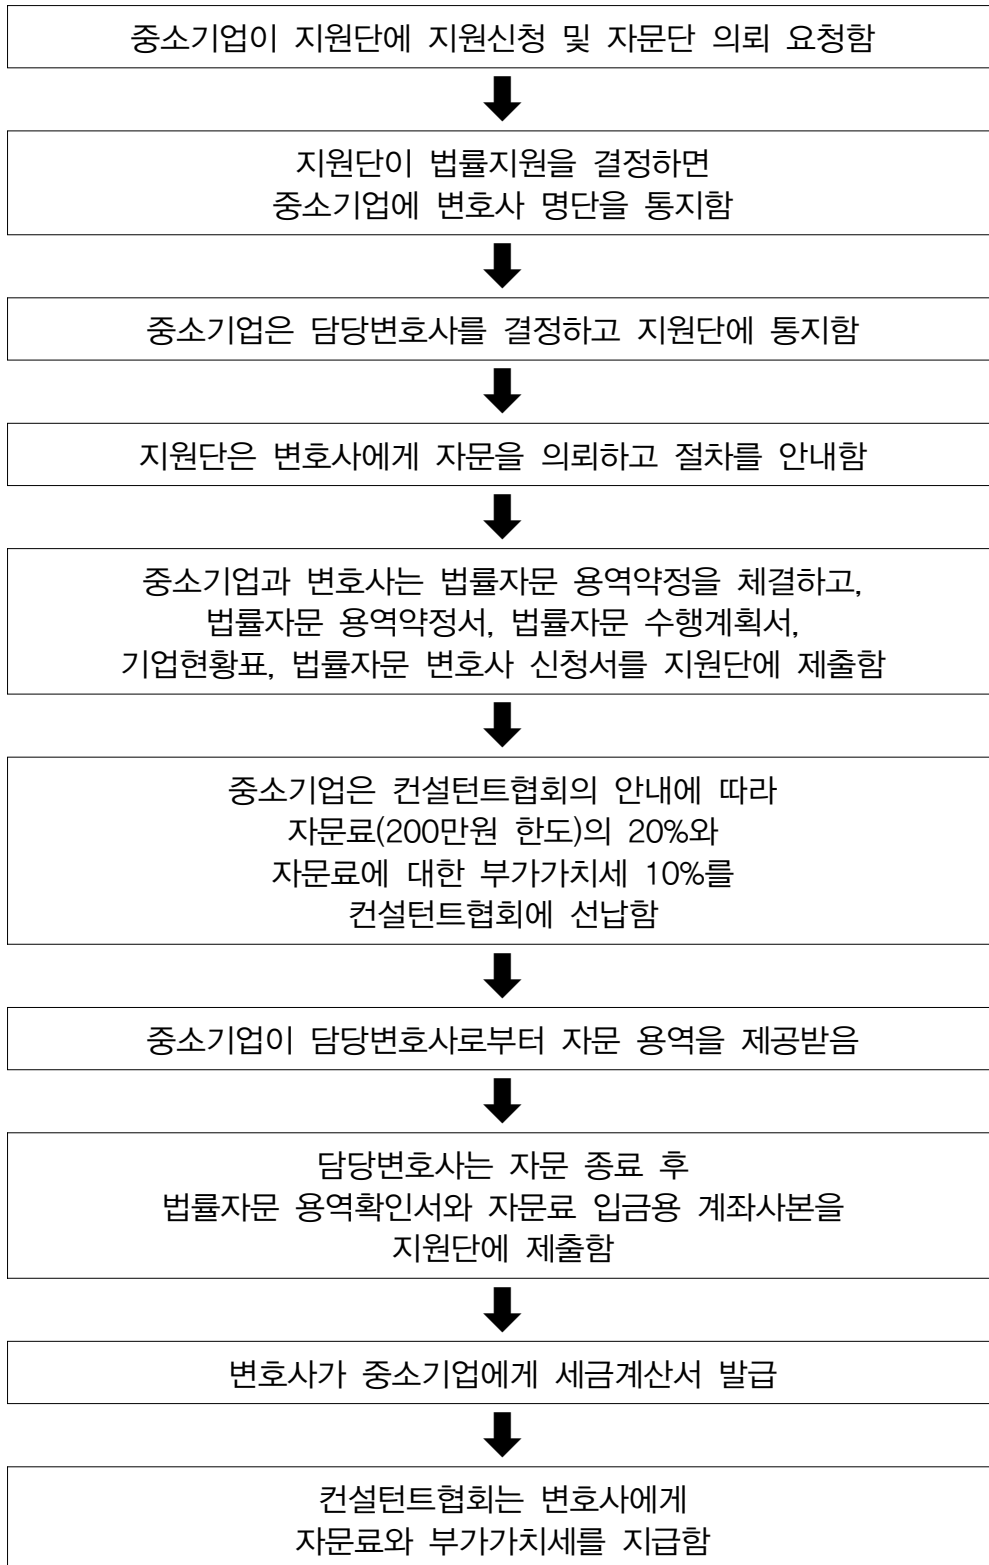 중소기업이 지원단에 지원신청 및 자문단 의뢰 요청함
지원단이 법률지원을 결정하면
중소기업에 변호사 명단을 통지함
중소기업은 담당변호사를 결정하고 지원단에 통지함
지원단은 변호사에게 자문을 의뢰하고 절차를 안내함
중소기업과 변호사는 법률자문 용역약정을 체결하고,
법률자문 용역약정서, 법률자문 수행계획서,
기업현황표, 법률자문 변호사 신청서를 지원단에 제출함
중소기업은 컨설턴트협회의 안내에 따라
자문료(200만원 한도)의 20%와
자문료에 대한 부가가치세 10%를
컨설턴트협회에 선납함
중소기업이 담당변호사로부터 자문 용역을 제공받음
담당변호사는 자문 종료 후
법률자문 용역확인서와 자문료 입금용 계좌사본을
지원단에 제출함
변호사가 중소기업에게 세금계산서 발급
컨설턴트협회는 변호사에게
자문료와 부가가치세를 지급함